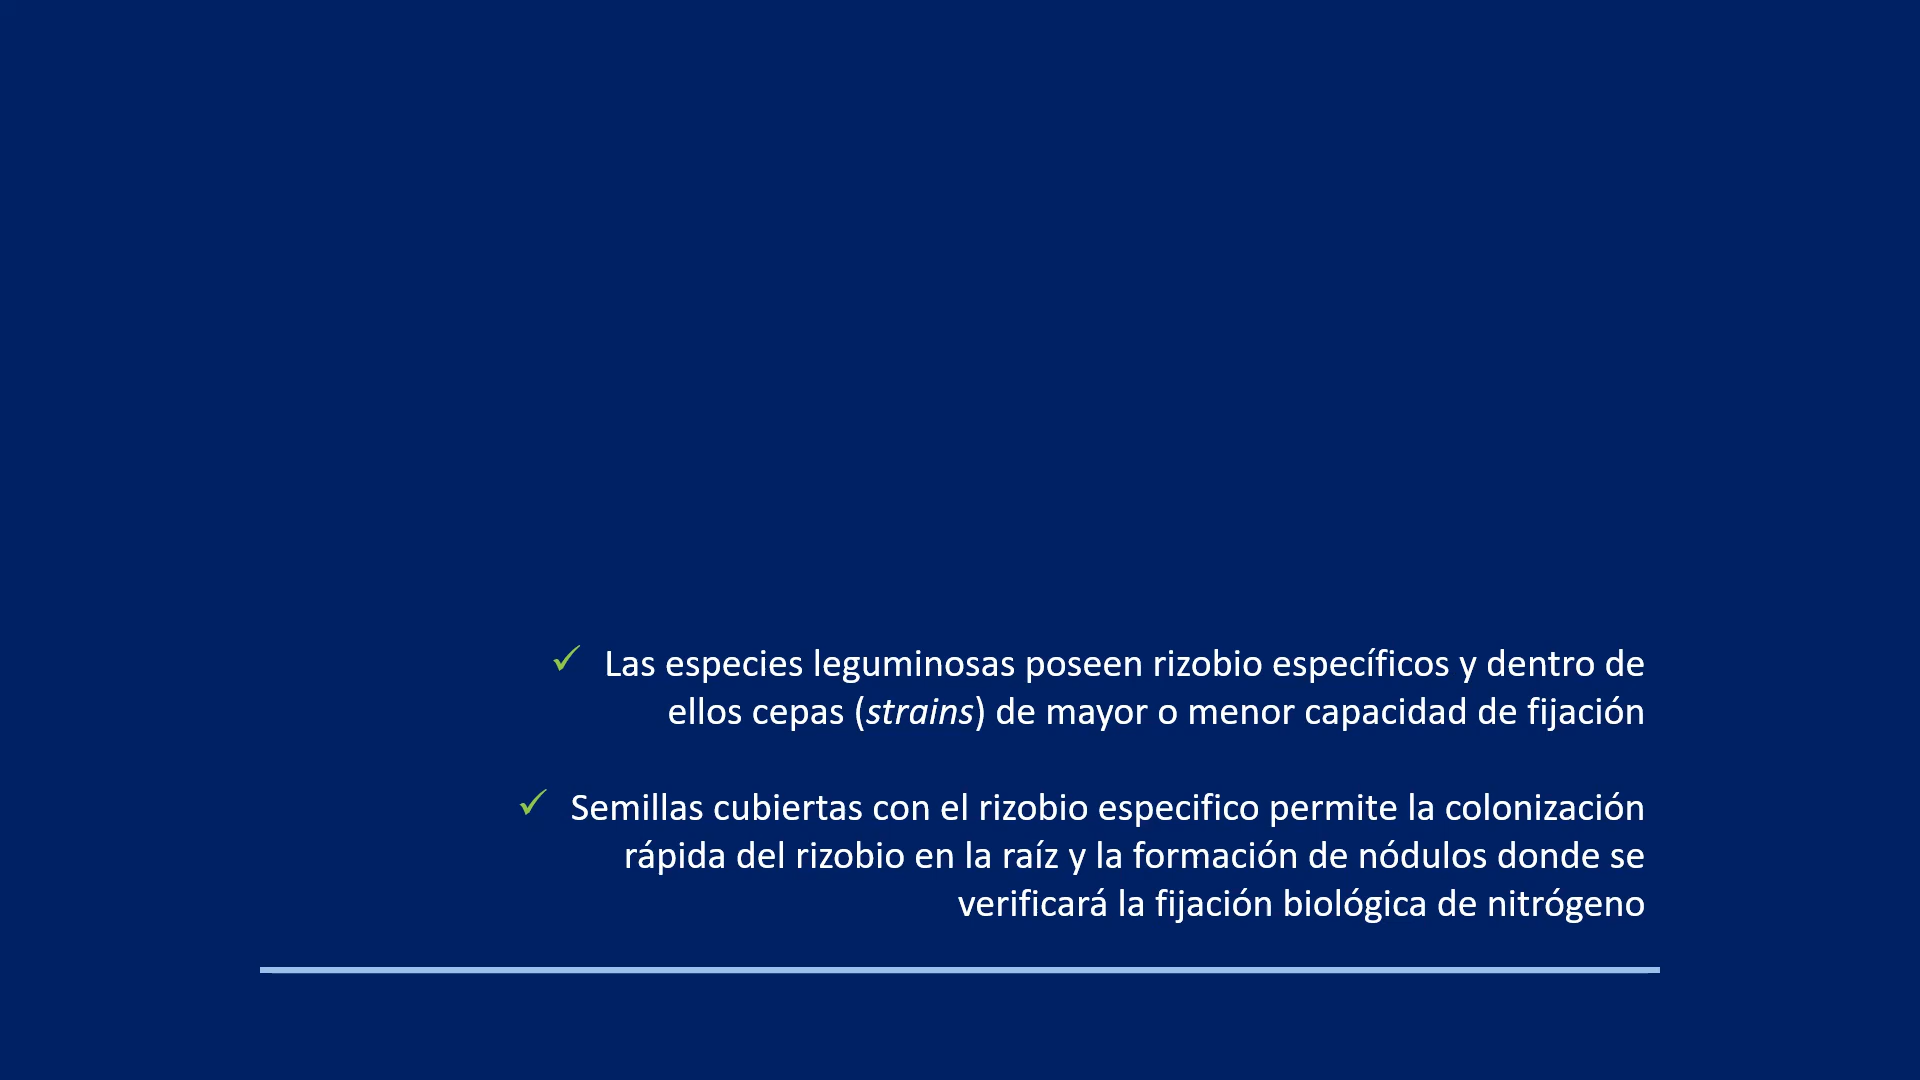 ✓ Las especies leguminosas poseen rizobio específicos y dentro de
ellos cepas (strains) de mayor o menor capacidad de fijación
✓ Semillas cubiertas con el rizobio especifico permite la colonización
rápida del rizobio en la raíz y la formación de nódulos donde se
verificará la fijación biológica de nitrógeno